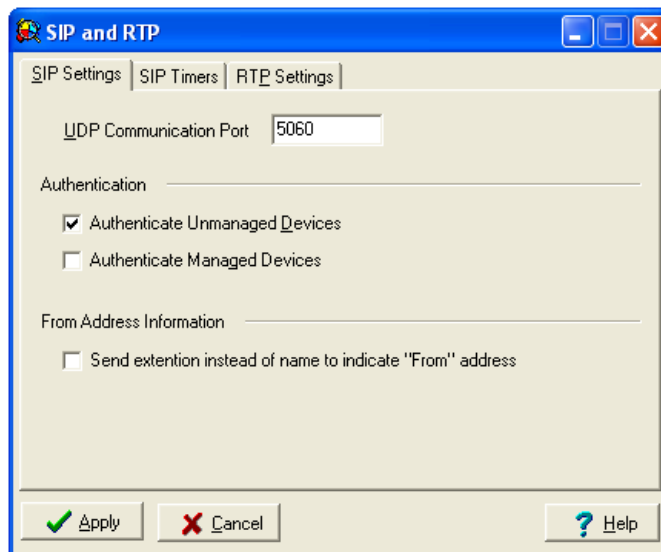 SIP and RTP
SIP Settings SIP Timers RTP Settings
UDP Communication Port 5060
Authentication
Authenticate Unmanaged Devices
Authenticate Managed Devices
From Address Information
Send extention instead of name to indicate "From" address
Apply Cancel ? Help